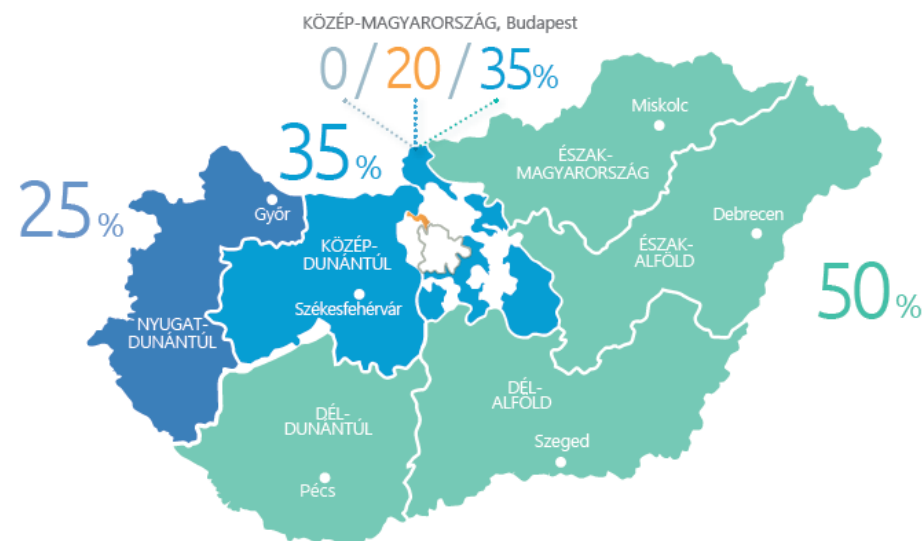 KÖZÉP-MAGYARORSZÁG, Budapest
0 / 20 / 35%
35%
25%
50%
Miskolc
ÉSZAK-
MAGYARORSZÁG
Győr
Debrecen
KÖZÉP-
DUNÁNTÚL
ÉSZAK-
ALFÖLD
Székesfehérvár
NYUGAT-
DUNÁNTÚL
DÉL-
ALFÖLD
DÉL-
DUNÁNTÚL
Szeged
Pécs